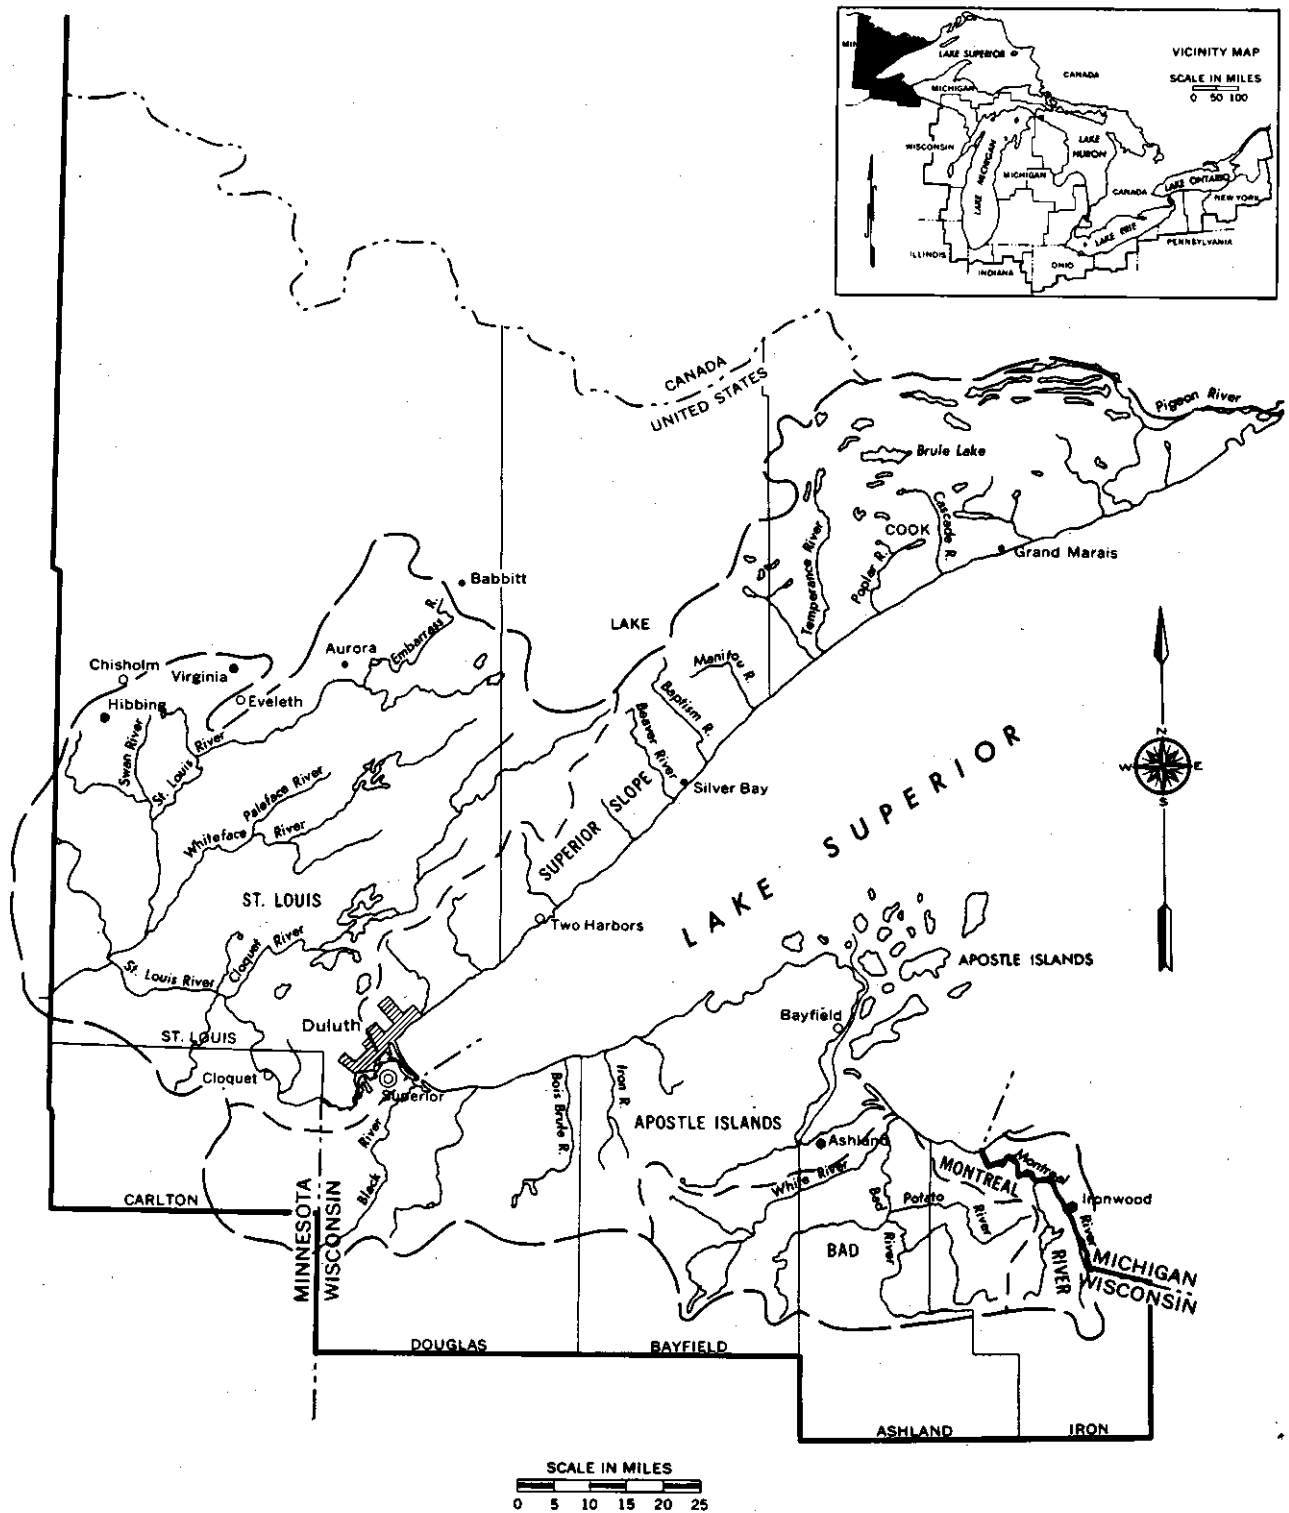 VICINITY MAP
SCALE IN MILES
0 50 100
LAKE SUPERIOR
CANADA
MICHIGAN
WISCONSIN
LAKE MICHIGAN
LAKE HURON
MICHIGAN
CANADA
LAKE ONTARIO
NEW YORK
LAKE ERIE
PENNSYLVANIA
ILLINOIS
INDIANA
OHIO
CANADA
UNITED STATES
Pigeon River
Brule Lake
COOK
Cascade R.
Grand Marais
Temperance River
Poplar R.
Babbitt
LAKE
Embarrass R.
Aurora
Chisholm
Virginia
Eveleth
Hibbing
Manitou R.
Baptism R.
Beaver River
Swan River
St. Louis River
Silver Bay
Paleface River
Whiteface River
SUPERIOR SLOPE
LAKE SUPERIOR
N
W E
S
ST. LOUIS
Two Harbors
Cloquet River
St. Louis River
APOSTLE ISLANDS
Bayfield
Duluth
ST. LOUIS
Cloquet
Superior
Bois Brule R.
Iron R.
APOSTLE ISLANDS
Ashland
Black River
White River
MONTREAL
Montreal River
Ironwood
Bad River
Potato River
CARLTON
MINNESOTA
WISCONSIN
BAD
RIVER
MICHIGAN
WISCONSIN
DOUGLAS
BAYFIELD
ASHLAND
IRON
SCALE IN MILES
0 5 10 15 20 25